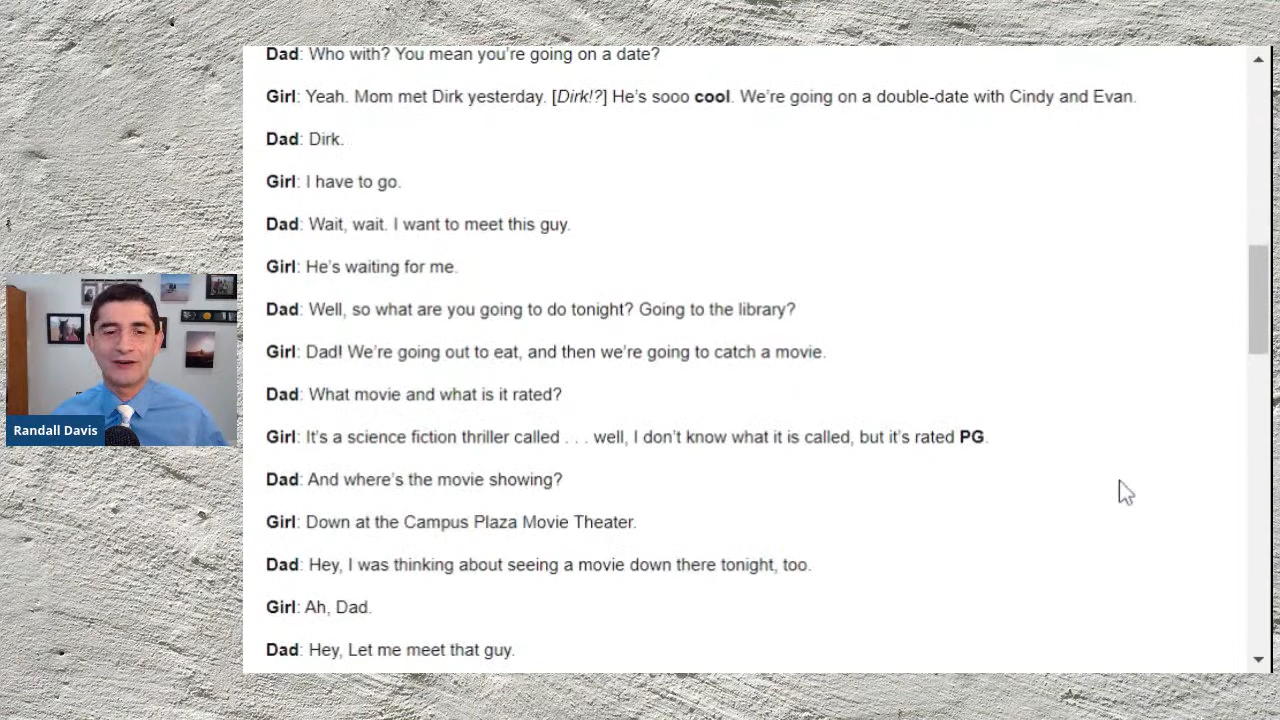 Dad: Who with? You mean you're going on a date?
Girl: Yeah. Mom met Dirk yesterday. [Dirk!?] He's sooo cool. We're going on a double-date with Cindy and Evan.
Dad: Dirk.
Girl: I have to go.
Dad: Wait, wait. I want to meet this guy.
Girl: He's waiting for me.
Dad: Well, so what are you going to do tonight? Going to the library?
Girl: Dad! We're going out to eat, and then we're going to catch a movie.
Dad: What movie and what is it rated?
Girl: It's a science fiction thriller called . . . well, I don't know what it is called, but it's rated PG.
Dad: And where's the movie showing?
Girl: Down at the Campus Plaza Movie Theater.
Dad: Hey, I was thinking about seeing a movie down there tonight, too.
Girl: Ah, Dad.
Dad: Hey, Let me meet that guy.
Randall Davis